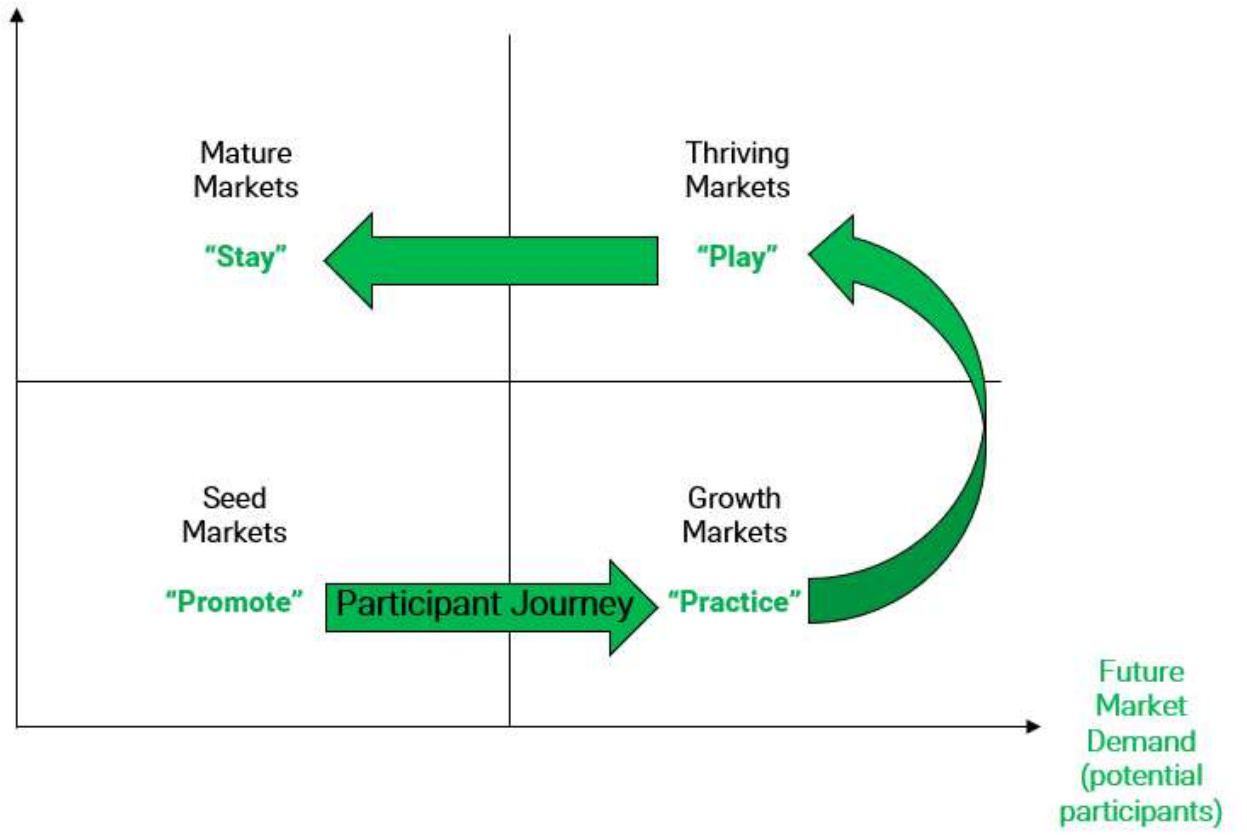 Mature
Markets
“Stay”
Thriving
Markets
“Play”
Seed
Markets
“Promote”
Participant Journey
Growth
Markets
“Practice”
Future
Market
Demand
(potential
participants)